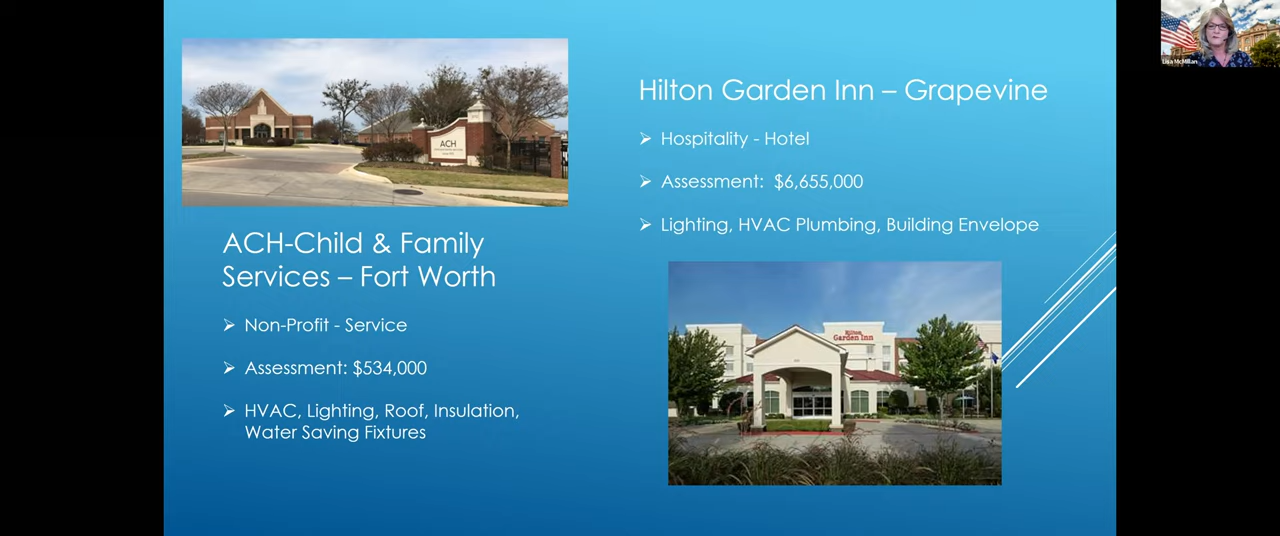 ACH
ACH-Child & Family
Services – Fort Worth
Non-Profit - Service
Assessment: $534,000
HVAC, Lighting, Roof, Insulation,
Water Saving Fixtures
Hilton Garden Inn – Grapevine
Hospitality - Hotel
Assessment: $6,655,000
Lighting, HVAC Plumbing, Building Envelope
Hilton
Garden Inn
Lisa McMillan